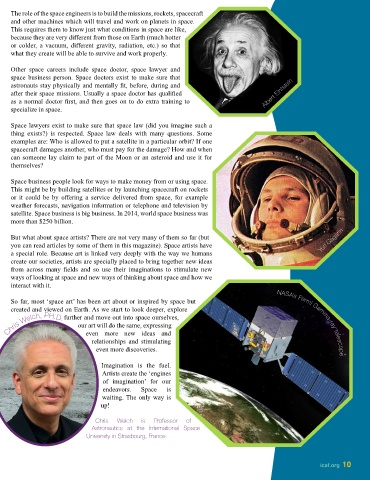 The role of the space engineers is to build the missions, rockets, spacecraft
and other machines which will travel and work on planets in space.
This requires them to know just what conditions in space are like,
because they are very different from those on Earth (much hotter
or colder, a vacuum, different gravity, radiation, etc.) so that
what they create will be able to survive and work properly.
Other space careers include space doctor, space lawyer and
space business person. Space doctors exist to make sure that
astronauts stay physically and mentally fit, before, during and
after their space missions. Usually a space doctor has qualified
as a normal doctor first, and then goes on to do extra training to
specialize in space.
Albert Einstein
Space lawyers exist to make sure that space law (did you imagine such a
thing exists?) is respected. Space law deals with many questions. Some
examples are: Who is allowed to put a satellite in a particular orbit? If one
spacecraft damages another, who must pay for the damage? How and when
can someone lay claim to part of the Moon or an asteroid and use it for
themselves?
Space business people look for ways to make money from or using space.
This might be by building satellites or by launching spacecraft on rockets
or it could be by offering a service delivered from space, for example
weather forecasts, navigation information or telephone and television by
satellite. Space business is big business. In 2014, world space business was
more than $250 billion.
Yuri Gagarin
But what about space artists? There are not very many of them so far (but
you can read articles by some of them in this magazine). Space artists have
a special role. Because art is linked very deeply with the way we humans
create our societies, artists are specially placed to bring together new ideas
from across many fields and so use their imaginations to stimulate new
ways of looking at space and new ways of thinking about space and how we
interact with it.
So far, most ‘space art’ has been art about or inspired by space but
created and viewed on Earth. As we start to look deeper, explore
further and move out into space ourselves,
our art will do the same, expressing
even more new ideas and
relationships and stimulating
even more discoveries.
NASA's Fermi Gamma-ray Telescope
Chris Welch, PH.D.
Imagination is the fuel.
Artists create the ‘engines
of imagination’ for our
endeavors. Space is
waiting. The only way is
up!
Chris Welch is Professor of
Astronautics at the International Space
University in Strasbourg, France.
isaf.org 10